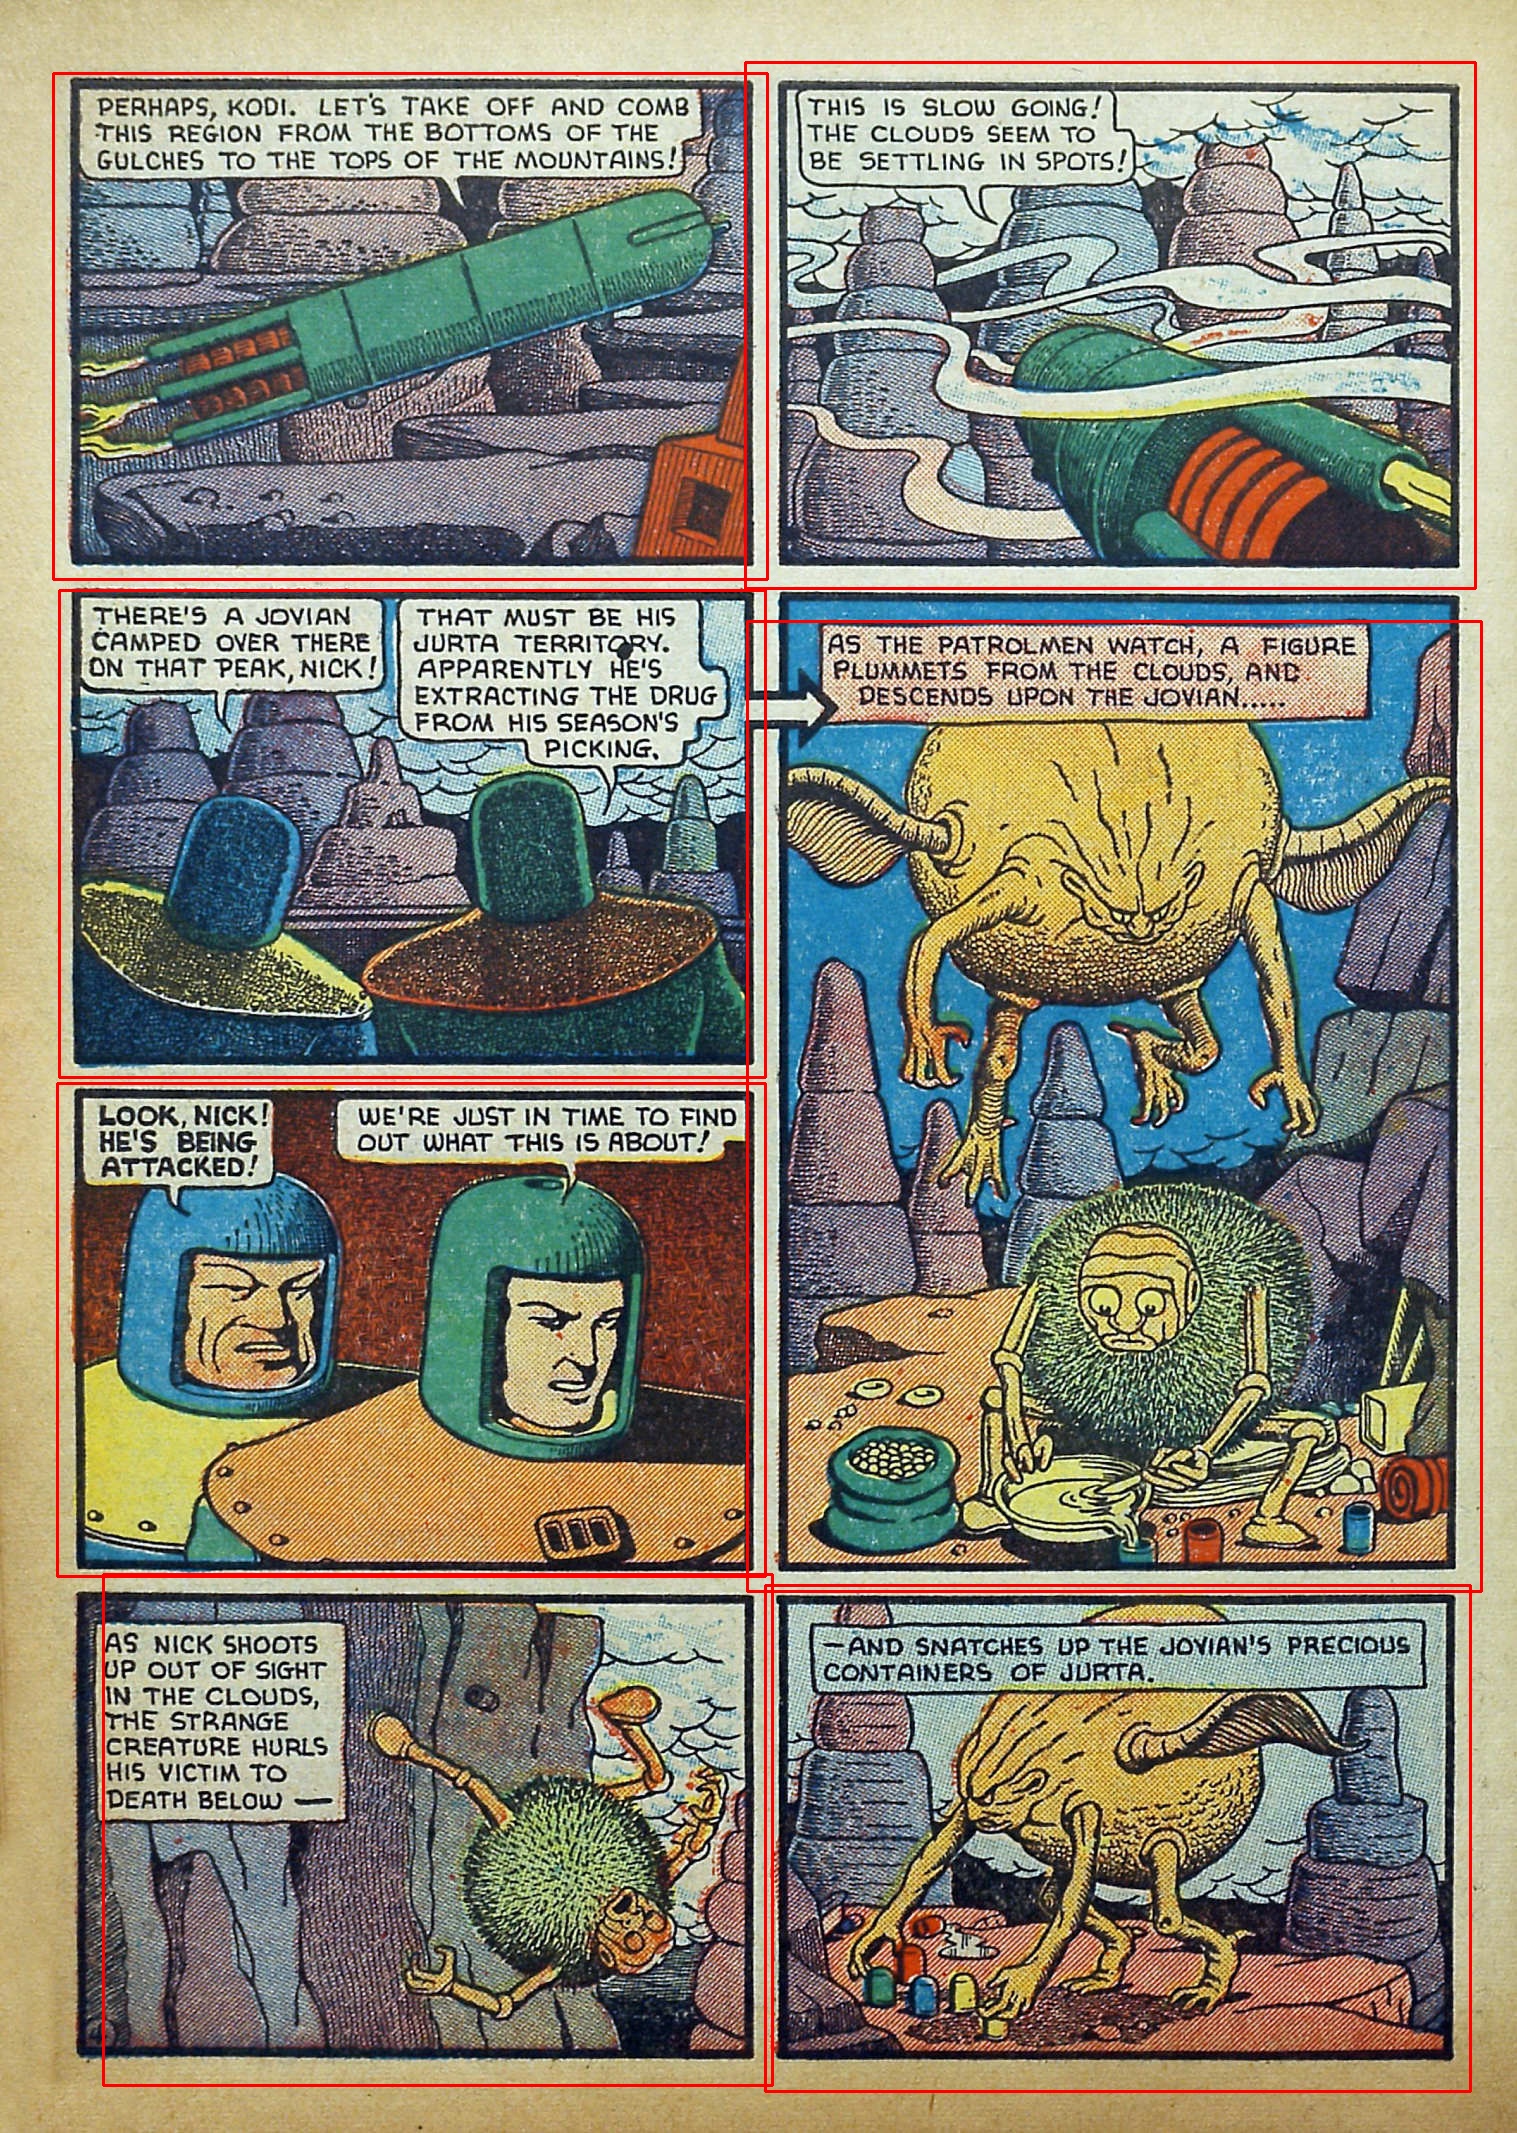 PERHAPS, KODI. LET'S TAKE OFF AND COMB
THIS REGION FROM THE BOTTOMS OF THE
GULCHES TO THE TOPS OF THE MOUNTAINS!
THIS IS SLOW GOING!
THE CLOUDS SEEM TO
BE SETTLING IN SPOTS!
THERE'S A JOVIAN
CAMPED OVER THERE
ON THAT PEAK, NICK!
THAT MUST BE HIS
JURTA TERRITORY.
APPARENTLY HE'S
EXTRACTING THE DRUG
FROM HIS SEASON'S
PICKING.
LOOK, NICK!
HE'S BEING
ATTACKED!
WE'RE JUST IN TIME TO FIND
OUT WHAT THIS IS ABOUT!
AS THE PATROLMEN WATCH, A FIGURE
PLUMMETS FROM THE CLOUDS, AND
DESCENDS UPON THE JOVIAN.....
AS NICK SHOOTS
UP OUT OF SIGHT
IN THE CLOUDS,
THE STRANGE
CREATURE HURLS
HIS VICTIM TO
DEATH BELOW —
—AND SNATCHES UP THE JOVIAN'S PRECIOUS
CONTAINERS OF JURTA.